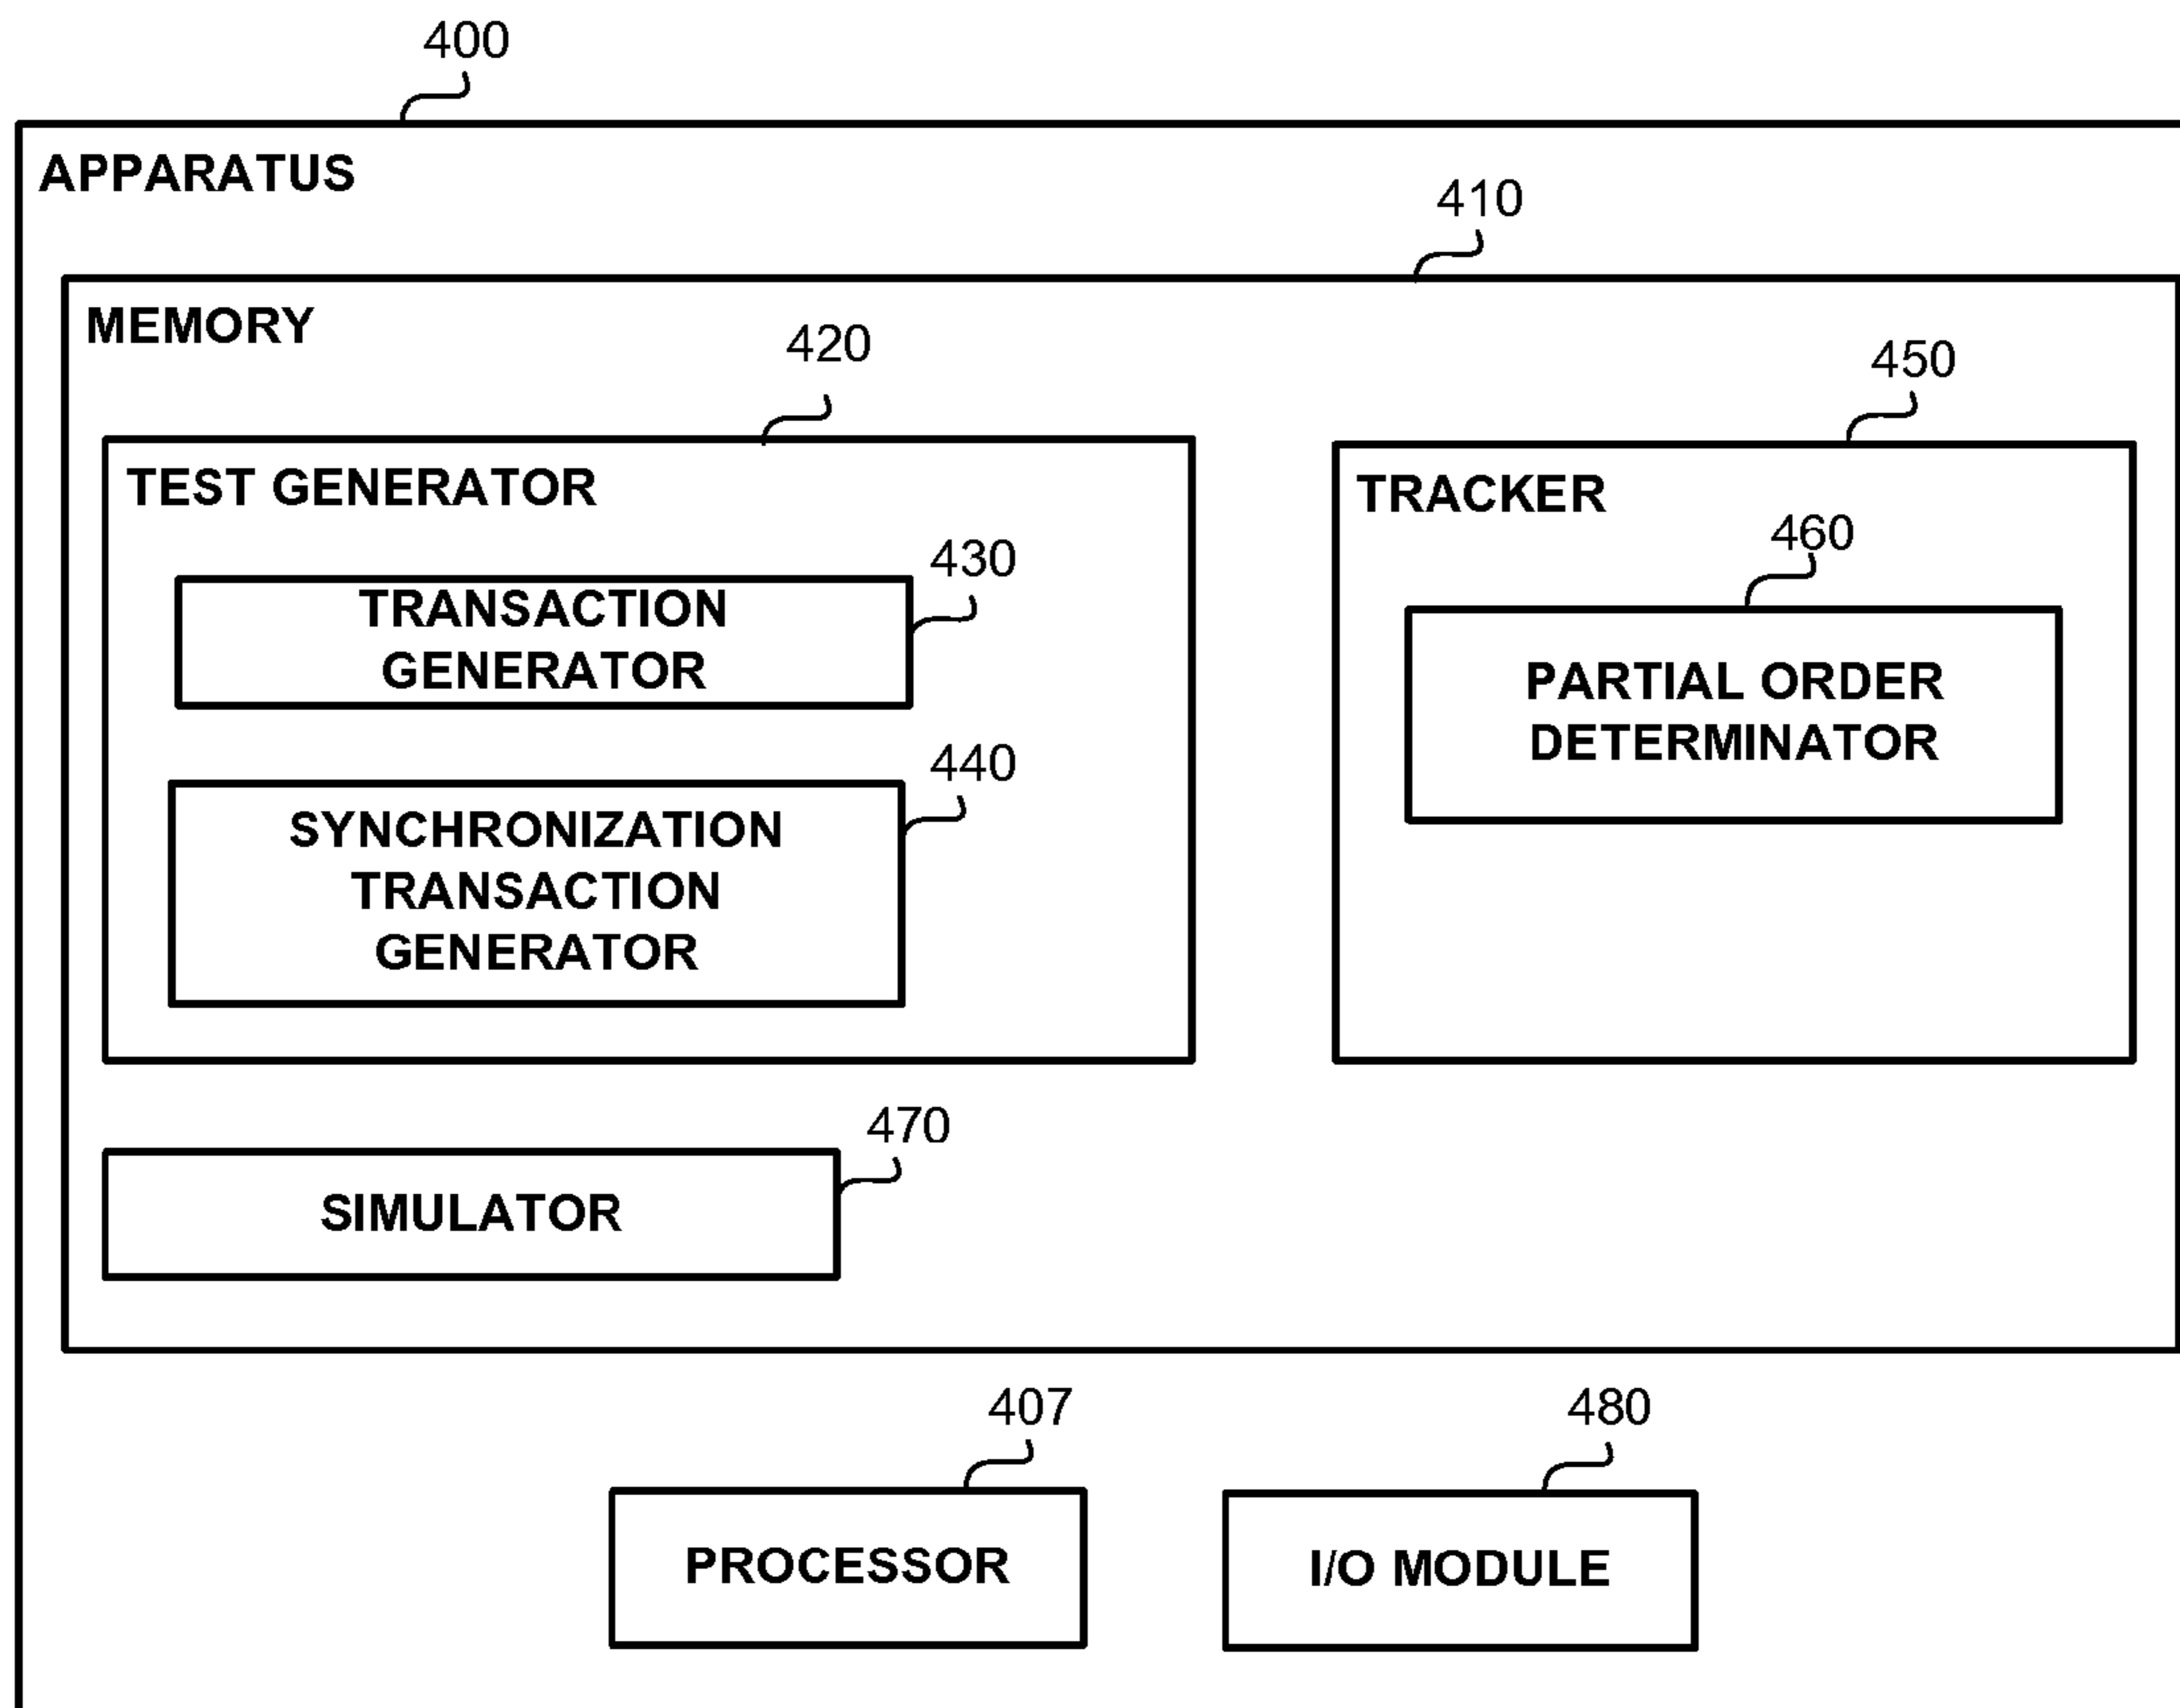 400
APPARATUS
410
MEMORY
420
450
TEST GENERATOR
TRACKER
430
460
TRANSACTION
GENERATOR
PARTIAL ORDER
DETERMINATOR
440
SYNCHRONIZATION
TRANSACTION
GENERATOR
470
SIMULATOR
407
480
PROCESSOR
I/O MODULE